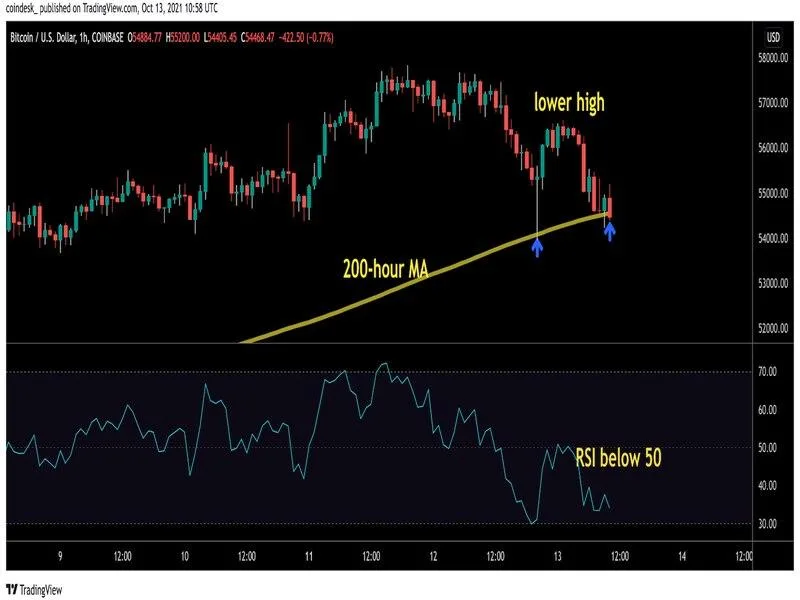 coindesk_ published on TradingView.com, Oct 13, 2021 10:58 UTC
Bitcoin / U.S. Dollar, 1h, COINBASE O54884.77 H55200.00 L54405.45 C54468.47 −422.50 (−0.77%)
USD
58000.00
lower high
57000.00
56000.00
55000.00
54000.00
200-hour MA
53000.00
52000.00
70.00
60.00
50.00
RSI below 50
40.00
30.00
9 12:00 10 12:00 11 12:00 12 12:00 13 12:00 14 12:00
TradingView